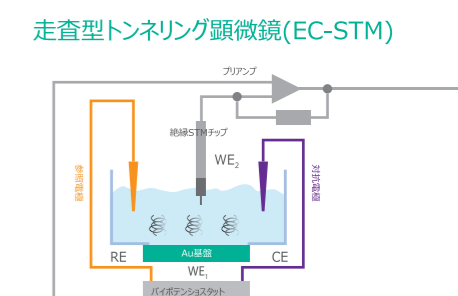 走査型トンネリング顕微鏡(EC-STM)
プリアンプ
絶縁STMチップ
WE2
参照電極
対抗電極
RE
Au基盤
CE
WE1
バイポテンショスタット